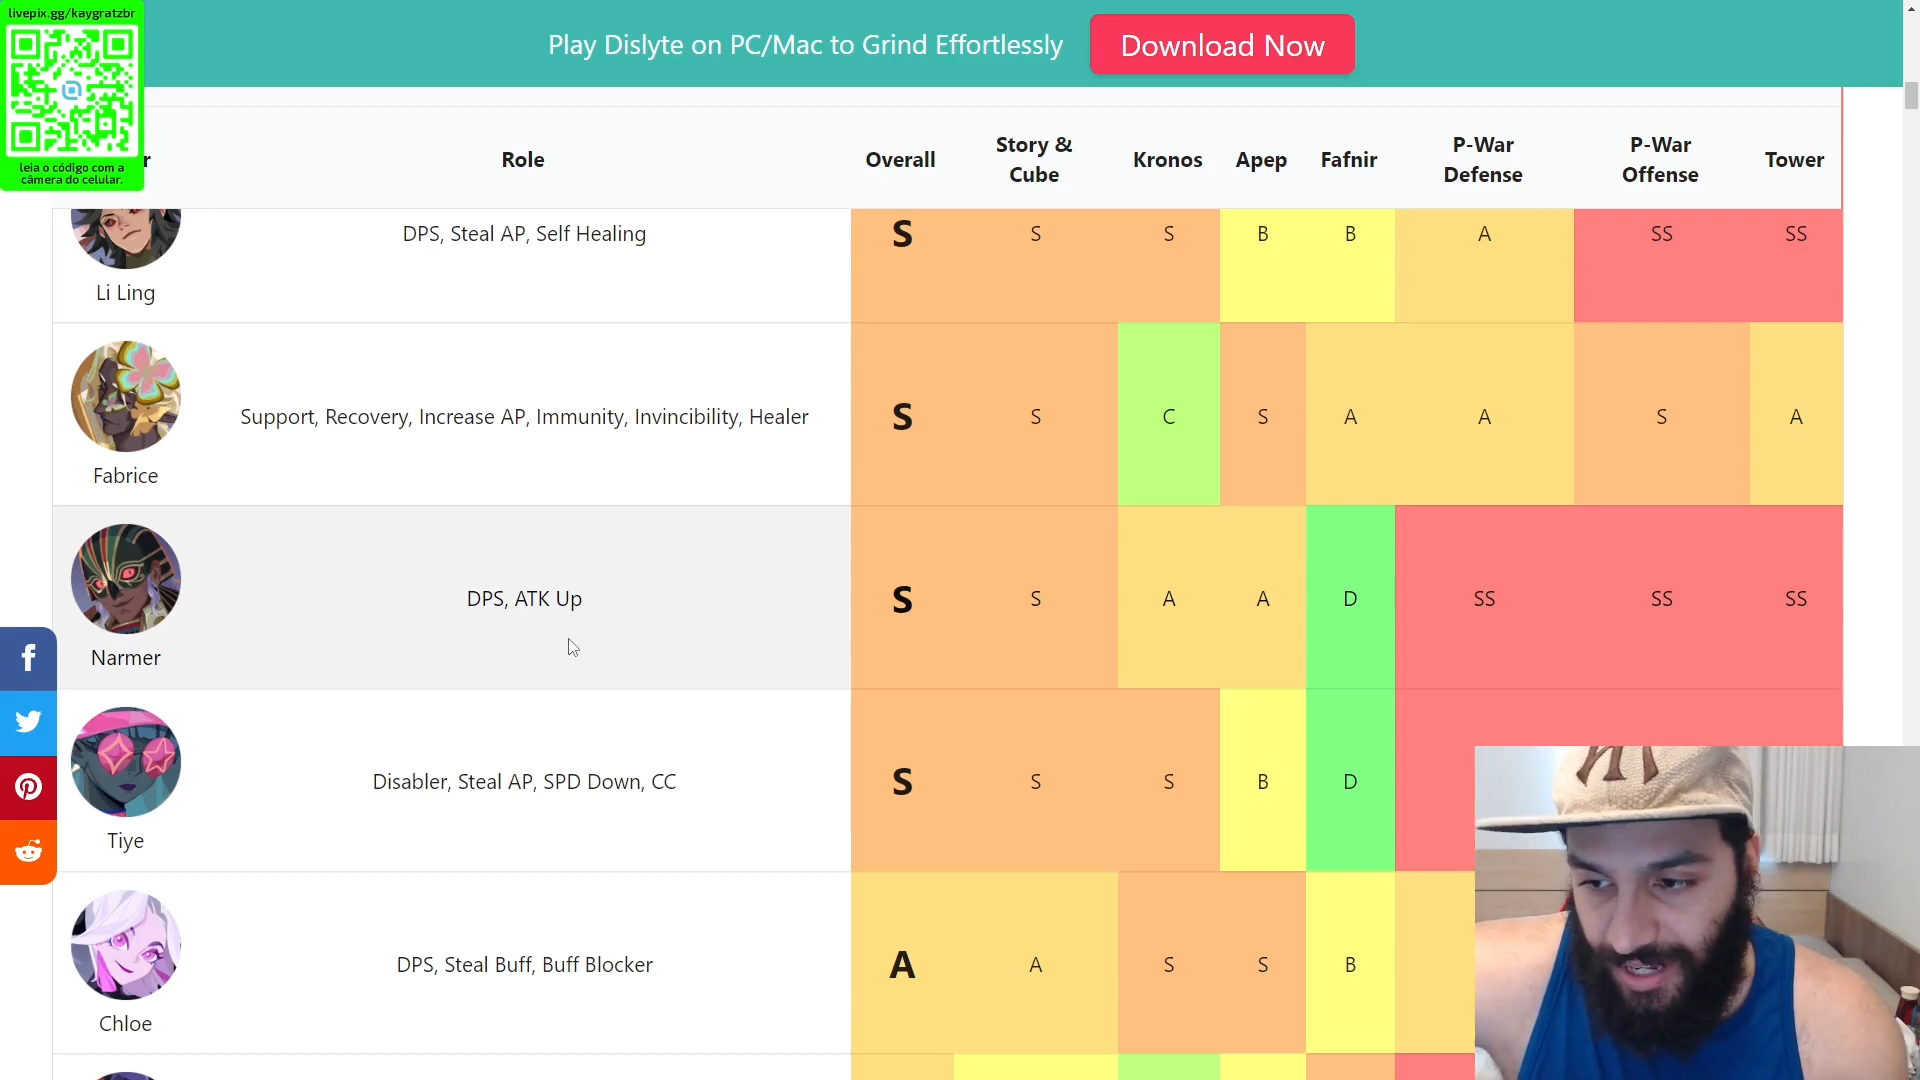 livepix.gg/kaygratzbr
leia o código com a
câmera do celular.
Play Dislyte on PC/Mac to Grind Effortlessly
Download Now
r
Role
Overall
Story &
Cube
Kronos
Apep
Fafnir
P-War
Defense
P-War
Offense
Tower
Li Ling
DPS, Steal AP, Self Healing
S
S
S
B
B
A
SS
SS
Fabrice
Support, Recovery, Increase AP, Immunity, Invincibility, Healer
S
S
C
S
A
A
S
A
Narmer
DPS, ATK Up
S
S
A
A
D
SS
SS
SS
Tiye
Disabler, Steal AP, SPD Down, CC
S
S
S
B
D
Chloe
DPS, Steal Buff, Buff Blocker
A
A
S
S
B